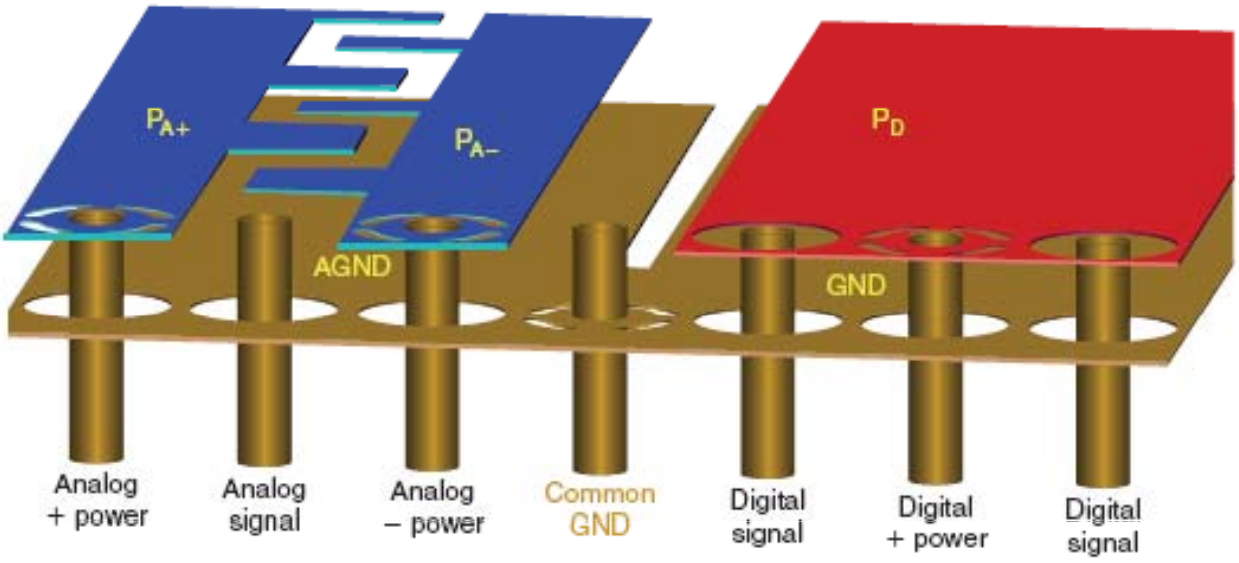 PA+
PA−
PD
AGND
GND
Analog
+ power
Analog
signal
Analog
− power
Common
GND
Digital
signal
Digital
+ power
Digital
signal